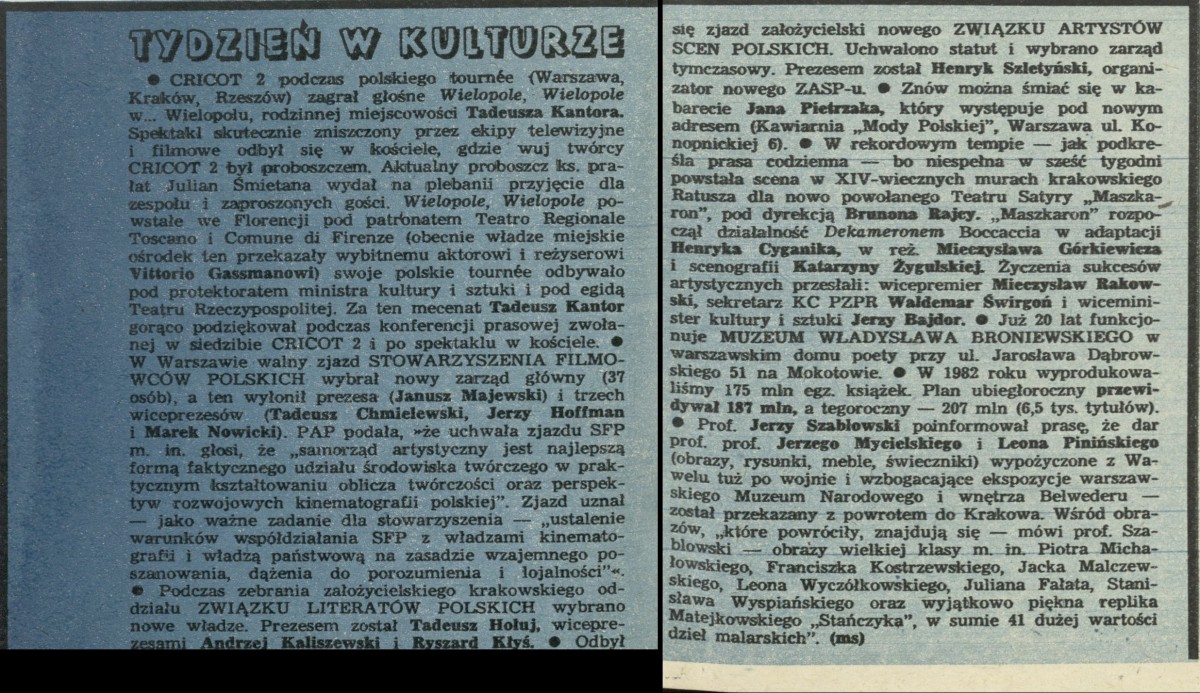 TYDZIEŃ W KULTURZE
● CRICOT 2 podczas polskiego tournée (Warszawa,
Kraków, Rzeszów) zagrał głośne Wielopole, Wielopole
w... Wielopolu, rodzinnej miejscowości Tadeusza Kantora.
Spektakl skutecznie zniszczony przez ekipy telewizyjne
i filmowe odbył się w kościele, gdzie wuj twórcy
CRICOT 2 był proboszczem. Aktualny proboszcz ks. pra-
łat Julian Śmietana wydał na plebanii przyjęcie dla
zespołu i zaproszonych gości. Wielopole, Wielopole po-
wstałe we Florencji pod patronatem Teatro Regionale
Toscano i Comune di Firenze (obecnie władze miejskie
ośrodek ten przekazały wybitnemu aktorowi i reżyserowi
Vittorio Gassmanowi) swoje polskie tournée odbywało
pod protektoratem ministra kultury i sztuki i pod egidą
Teatru Rzeczypospolitej. Za ten mecenat Tadeusz Kantor
gorąco podziękował podczas konferencji prasowej zwoła-
nej w siedzibie CRICOT 2 i po spektaklu w kościele. ●
W Warszawie walny zjazd STOWARZYSZENIA FILMO-
WCÓW POLSKICH wybrał nowy zarząd główny (37
osób), a ten wyłonił prezesa (Janusz Majewski) i trzech
wiceprezesów (Tadeusz Chmielewski, Jerzy Hoffman
i Marek Nowicki). PAP podała, »że uchwała zjazdu SFP
m. in. głosi, że „samorząd artystyczny jest najlepszą
formą faktycznego udziału środowiska twórczego w prak-
tycznym kształtowaniu oblicza twórczości oraz perspek-
tyw rozwojowych kinematografii polskiej”. Zjazd uznał
— jako ważne zadanie dla stowarzyszenia — „ustalenie
warunków współdziałania SFP z władzami kinemato-
grafii i władzą państwową na zasadzie wzajemnego po-
szanowania, dążenia do porozumienia i lojalności”«.
● Podczas zebrania założycielskiego krakowskiego od-
działu ZWIĄZKU LITERATÓW POLSKICH wybrano
nowe władze. Prezesem został Tadeusz Hołuj, wicepre-
zesami Andrzej Kaliszewski i Ryszard Kłyś. ● Odbył
się zjazd założycielski nowego ZWIĄZKU ARTYSTÓW
SCEN POLSKICH. Uchwalono statut i wybrano zarząd
tymczasowy. Prezesem został Henryk Szletyński, organi-
zator nowego ZASP-u. ● Znów można śmiać się w ka-
barecie Jana Pietrzaka, który występuje pod nowym
adresem (Kawiarnia „Mody Polskiej”, Warszawa ul. Ko-
nopnickiej 6). ● W rekordowym tempie — jak podkre-
śla prasa codzienna — bo niespełna w sześć tygodni
powstała scena w XIV-wiecznych murach krakowskiego
Ratusza dla nowo powołanego Teatru Satyry „Maszka-
ron”, pod dyrekcją Brunona Rajcy. „Maszkaron” rozpo-
czął działalność Dekameronem Boccaccia w adaptacji
Henryka Cyganika, w reż. Mieczysława Górkiewicza
i scenografii Katarzyny Żygulskiej. Życzenia sukcesów
artystycznych przesłali: wicepremier Mieczysław Rakow-
ski, sekretarz KC PZPR Waldemar Świrgoń i wicemini-
ster kultury i sztuki Jerzy Bajdor. ● Już 20 lat funkcjo-
nuje MUZEUM WŁADYSŁAWA BRONIEWSKIEGO w
warszawskim domu poety przy ul. Jarosława Dąbrow-
skiego 51 na Mokotowie. ● W 1982 roku wyprodukowa-
liśmy 175 mln egz. książek. Plan ubiegłoroczny przewi-
dywał 187 mln, a tegoroczny — 207 mln (6,5 tys. tytułów).
● Prof. Jerzy Szablowski poinformował prasę, że dar
prof. prof. Jerzego Mycielskiego i Leona Pinińskiego
(obrazy, rysunki, meble, świeczniki) wypożyczone z Wa-
welu tuż po wojnie i wzbogacające ekspozycje warszaw-
skiego Muzeum Narodowego i wnętrza Belwederu —
został przekazany z powrotem do Krakowa. Wśród obra-
zów, „które powróciły, znajdują się — mówi prof. Sza-
blowski — obrazy wielkiej klasy m. in. Piotra Micha-
łowskiego, Franciszka Kostrzewskiego, Jacka Malczew-
skiego, Leona Wyczółkowskiego, Juliana Fałata, Stani-
sława Wyspiańskiego oraz wyjątkowo piękna replika
Matejkowskiego „Stańczyka”, w sumie 41 dużej wartości
dzieł malarskich”. (ms)